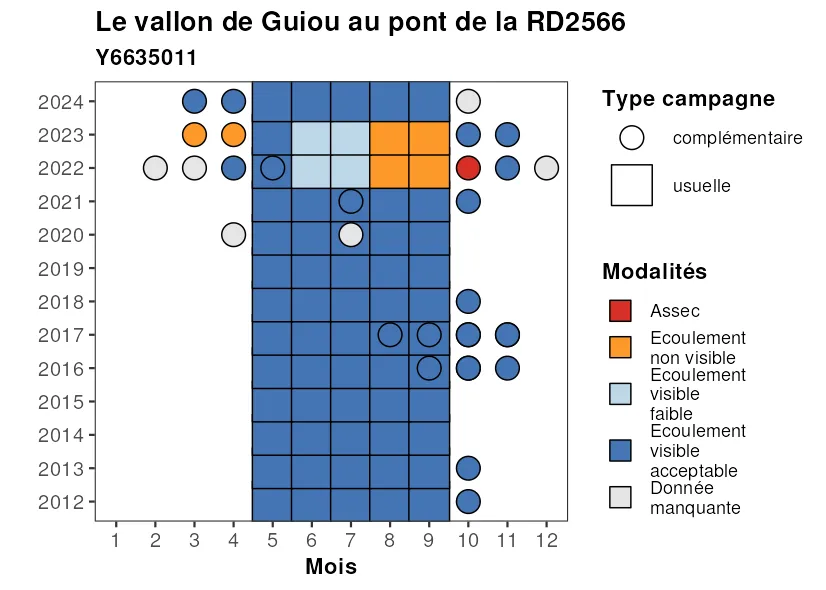 Le vallon de Guiou au pont de la RD2566
Y6635011
2024
2023
2022
2021
2020
2019
2018
2017
2016
2015
2014
2013
2012
1 2 3 4 5 6 7 8 9 10 11 12
Mois
Type campagne
complémentaire
usuelle
Modalités
Assec
Ecoulement
non visible
Ecoulement
visible
faible
Ecoulement
visible
acceptable
Donnée
manquante